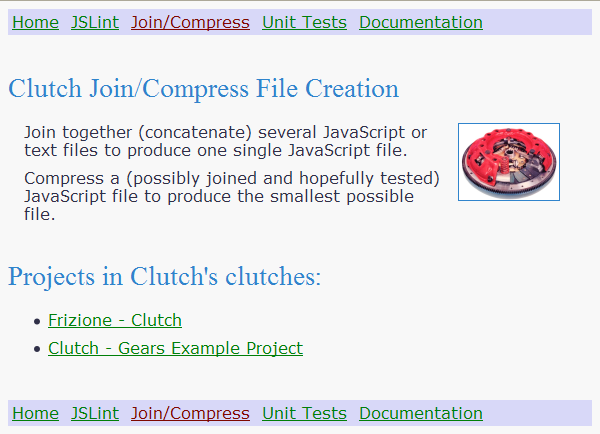 Home JSLint Join/Compress Unit Tests Documentation
Clutch Join/Compress File Creation
Join together (concatenate) several JavaScript or
text files to produce one single JavaScript file.
Compress a (possibly joined and hopefully tested)
JavaScript file to produce the smallest possible
file.
Projects in Clutch's clutches:
Frizione - Clutch
Clutch - Gears Example Project
Home JSLint Join/Compress Unit Tests Documentation